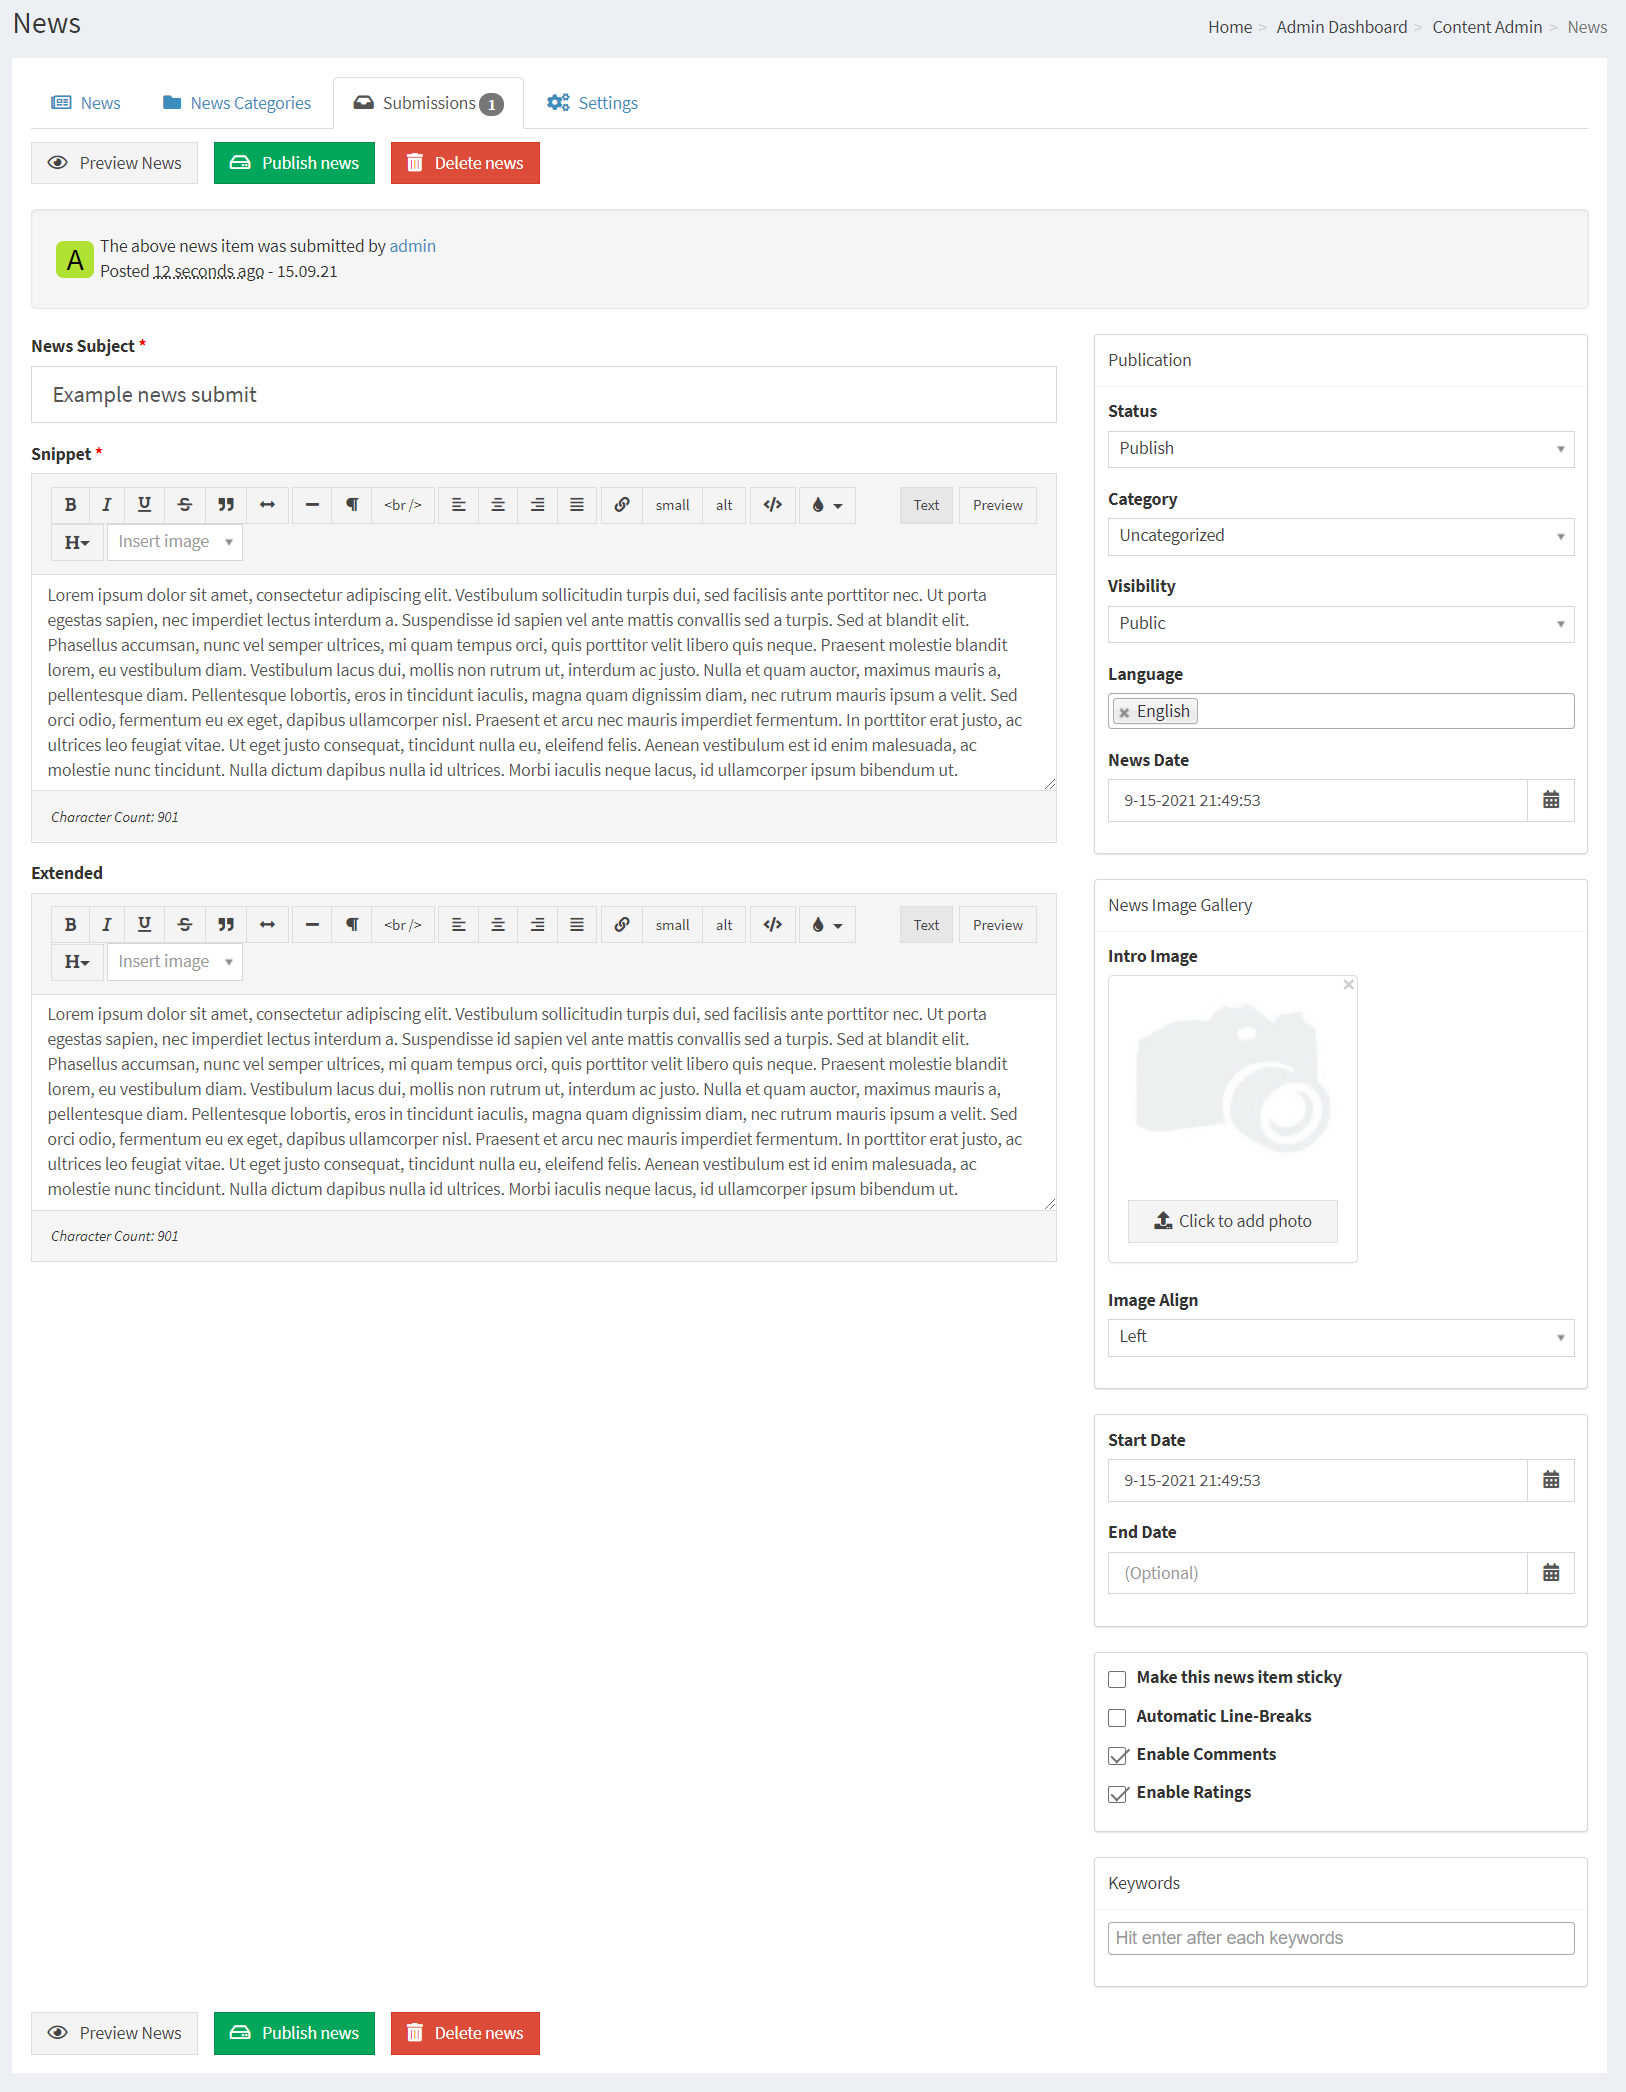 News
Home > Admin Dashboard > Content Admin > News
News
News Categories
Submissions 1
Settings
Preview News
Publish news
Delete news
A
The above news item was submitted by admin
Posted 12 seconds ago - 15.09.21
News Subject *
Example news submit
Snippet *
B I U S <br/> small alt </> Text Preview
H Insert image
Lorem ipsum dolor sit amet, consectetur adipiscing elit. Vestibulum sollicitudin turpis dui, sed facilisis ante porttitor nec. Ut porta
egestas sapien, nec imperdiet lectus interdum a. Suspendisse id sapien vel ante mattis convallis sed a turpis. Sed at blandit elit.
Phasellus accumsan, nunc vel semper ultrices, mi quam tempus orci, quis porttitor velit libero quis neque. Praesent molestie blandit
lorem, eu vestibulum diam. Vestibulum lacus dui, mollis non rutrum ut, interdum ac justo. Nulla et quam auctor, maximus mauris a,
pellentesque diam. Pellentesque lobortis, eros in tincidunt iaculis, magna quam dignissim diam, nec rutrum mauris ipsum a velit. Sed
orci odio, fermentum eu ex eget, dapibus ullamcorper nisl. Praesent et arcu nec mauris imperdiet fermentum. In porttitor erat justo, ac
ultrices leo feugiat vitae. Ut eget justo consequat, tincidunt nulla eu, eleifend felis. Aenean vestibulum est id enim malesuada, ac
molestie nunc tincidunt. Nulla dictum dapibus nulla id ultrices. Morbi iaculis neque lacus, id ullamcorper ipsum bibendum ut.
Character Count: 901
Extended
B I U S <br/> small alt </> Text Preview
H Insert image
Lorem ipsum dolor sit amet, consectetur adipiscing elit. Vestibulum sollicitudin turpis dui, sed facilisis ante porttitor nec. Ut porta
egestas sapien, nec imperdiet lectus interdum a. Suspendisse id sapien vel ante mattis convallis sed a turpis. Sed at blandit elit.
Phasellus accumsan, nunc vel semper ultrices, mi quam tempus orci, quis porttitor velit libero quis neque. Praesent molestie blandit
lorem, eu vestibulum diam. Vestibulum lacus dui, mollis non rutrum ut, interdum ac justo. Nulla et quam auctor, maximus mauris a,
pellentesque diam. Pellentesque lobortis, eros in tincidunt iaculis, magna quam dignissim diam, nec rutrum mauris ipsum a velit. Sed
orci odio, fermentum eu ex eget, dapibus ullamcorper nisl. Praesent et arcu nec mauris imperdiet fermentum. In porttitor erat justo, ac
ultrices leo feugiat vitae. Ut eget justo consequat, tincidunt nulla eu, eleifend felis. Aenean vestibulum est id enim malesuada, ac
molestie nunc tincidunt. Nulla dictum dapibus nulla id ultrices. Morbi iaculis neque lacus, id ullamcorper ipsum bibendum ut.
Character Count: 901
Publication
Status
Publish
Category
Uncategorized
Visibility
Public
Language
× English
News Date
9-15-2021 21:49:53
News Image Gallery
Intro Image
×
Click to add photo
Image Align
Left
Start Date
9-15-2021 21:49:53
End Date
(Optional)
Make this news item sticky
Automatic Line-Breaks
Enable Comments
Enable Ratings
Keywords
Hit enter after each keywords
Preview News
Publish news
Delete news